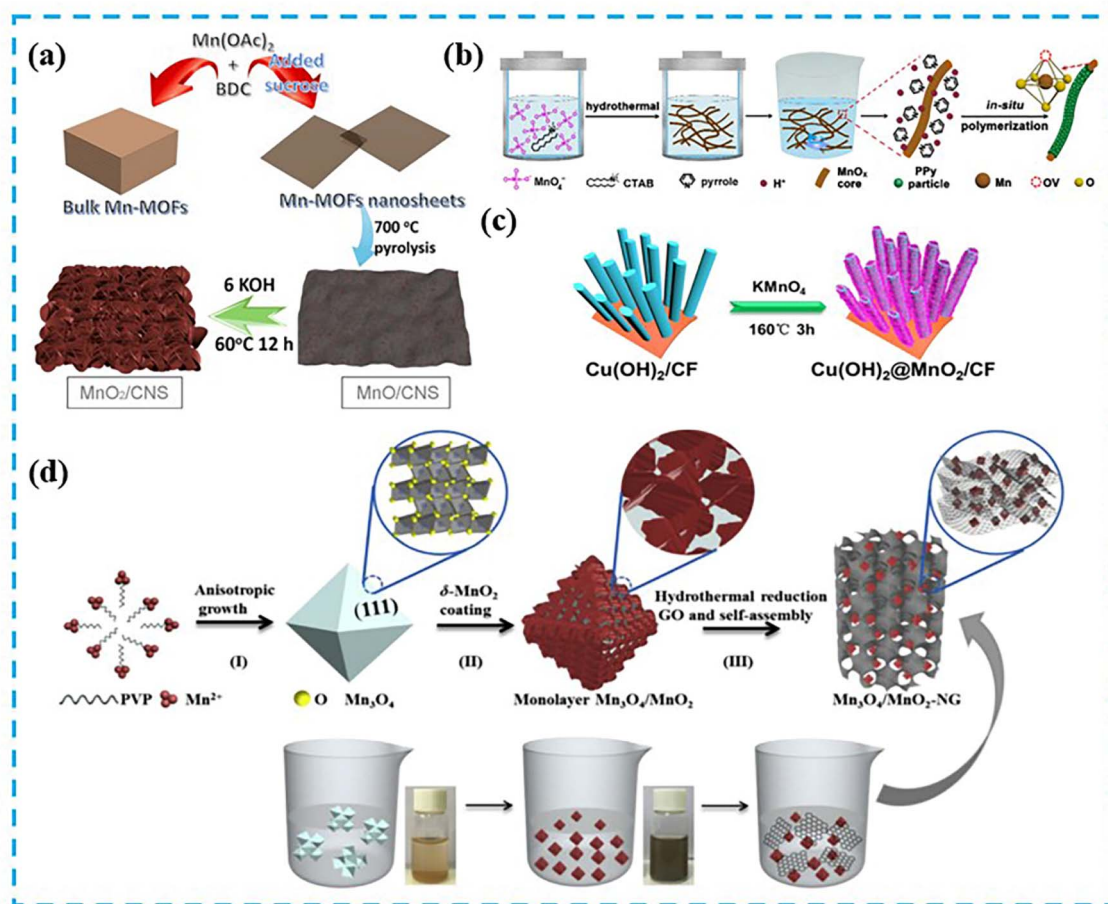 (a)
Mn(OAc)₂
+
BDC
Added
sucrose
Bulk Mn-MOFs
Mn-MOFs nanosheets
700 °C
pyrolysis
6 KOH
60°C 12 h
MnO₂/CNS
MnO/CNS
(b)
hydrothermal
in-situ
polymerization
MnO₄⁻
CTAB
pyrrole
H⁺
MnOₓ
core
PPy
particle
Mn
OV
O
(c)
KMnO₄
160℃ 3h
Cu(OH)₂/CF
Cu(OH)₂@MnO₂/CF
(d)
Anisotropic
growth
(I)
(111)
δ-MnO₂
coating
(II)
Hydrothermal reduction
GO and self-assembly
(III)
PVP
Mn²⁺
O
Mn₃O₄
Monolayer Mn₃O₄/MnO₂
Mn₃O₄/MnO₂-NG